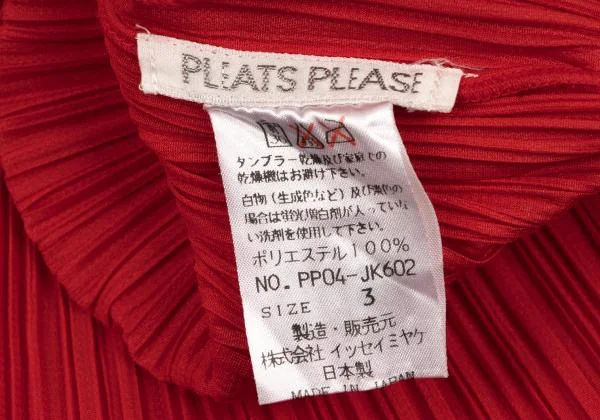 PLEATS PLEASE
タンブラー乾燥及び家庭での
乾燥機はお避け下さい。
白物(生成色など)及び淡色の
場合は蛍光増白剤が入っていな
い洗剤を使用して下さい。
ポリエステル100%
NO. PP04-JK602
SIZE 3
製造・販売元
株式会社 イッセイミヤケ
日本製
MADE IN JAPAN